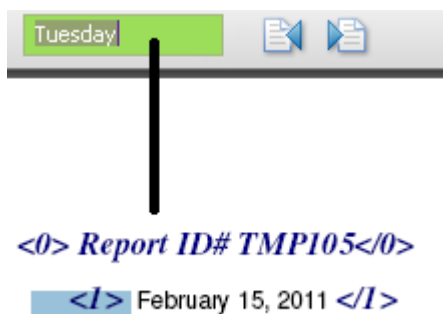 Tuesday
<0> Report ID# TMP105</0>
<1> February 15, 2011 </1>